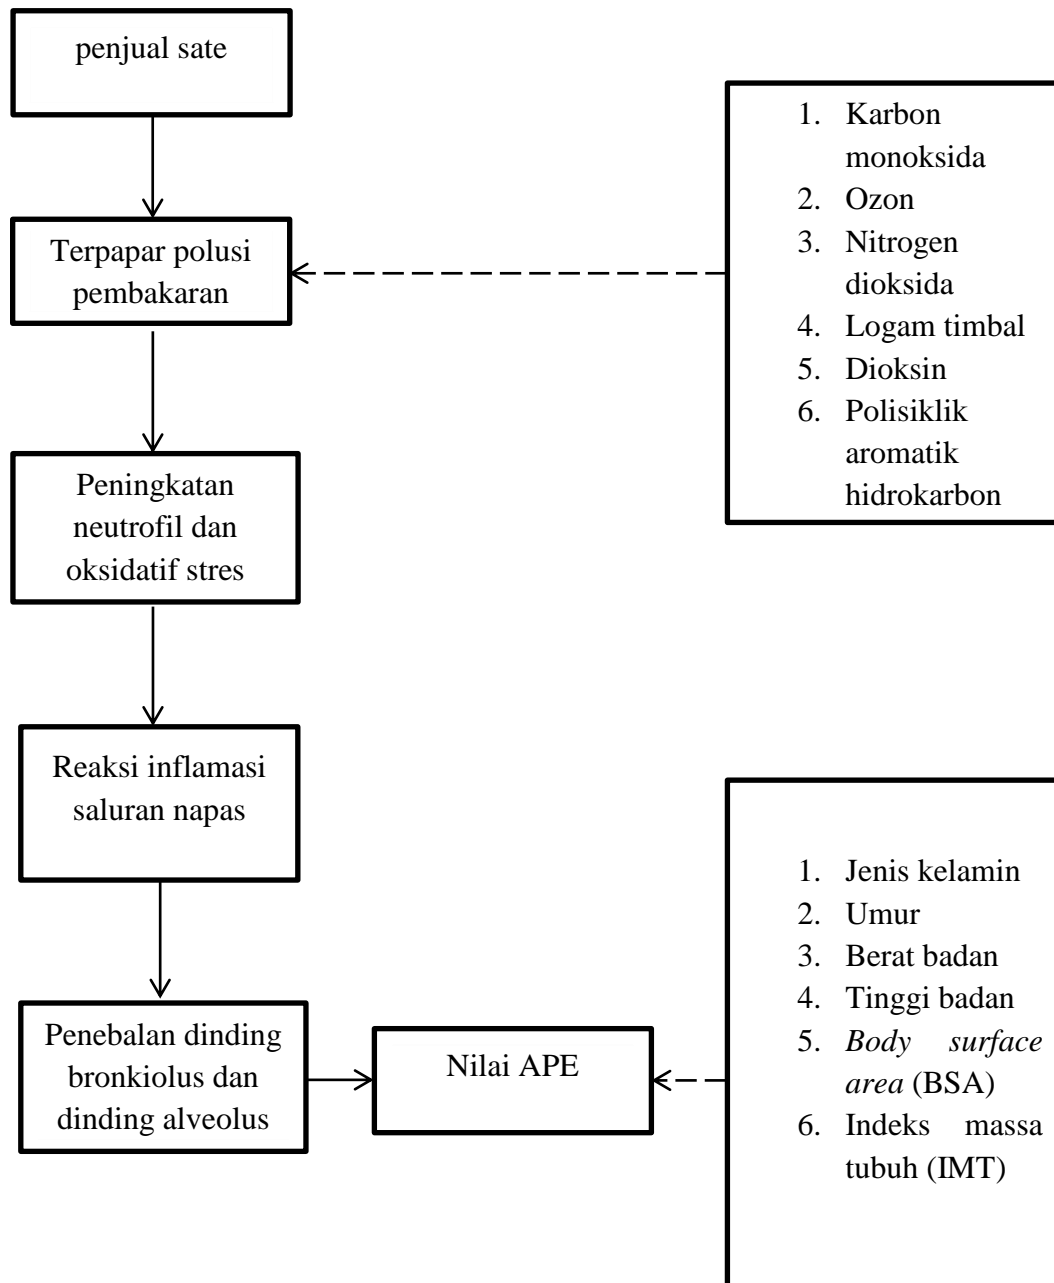 penjual sate
1. Karbon
monoksida
2. Ozon
3. Nitrogen
dioksida
4. Logam timbal
5. Dioksin
6. Polisiklik
aromatik
hidrokarbon
Terpapar polusi
pembakaran
Peningkatan
neutrofil dan
oksidatif stres
Reaksi inflamasi
saluran napas
Penebalan dinding
bronkiolus dan
dinding alveolus
Nilai APE
1. Jenis kelamin
2. Umur
3. Berat badan
4. Tinggi badan
5. Body surface
area (BSA)
6. Indeks massa
tubuh (IMT)